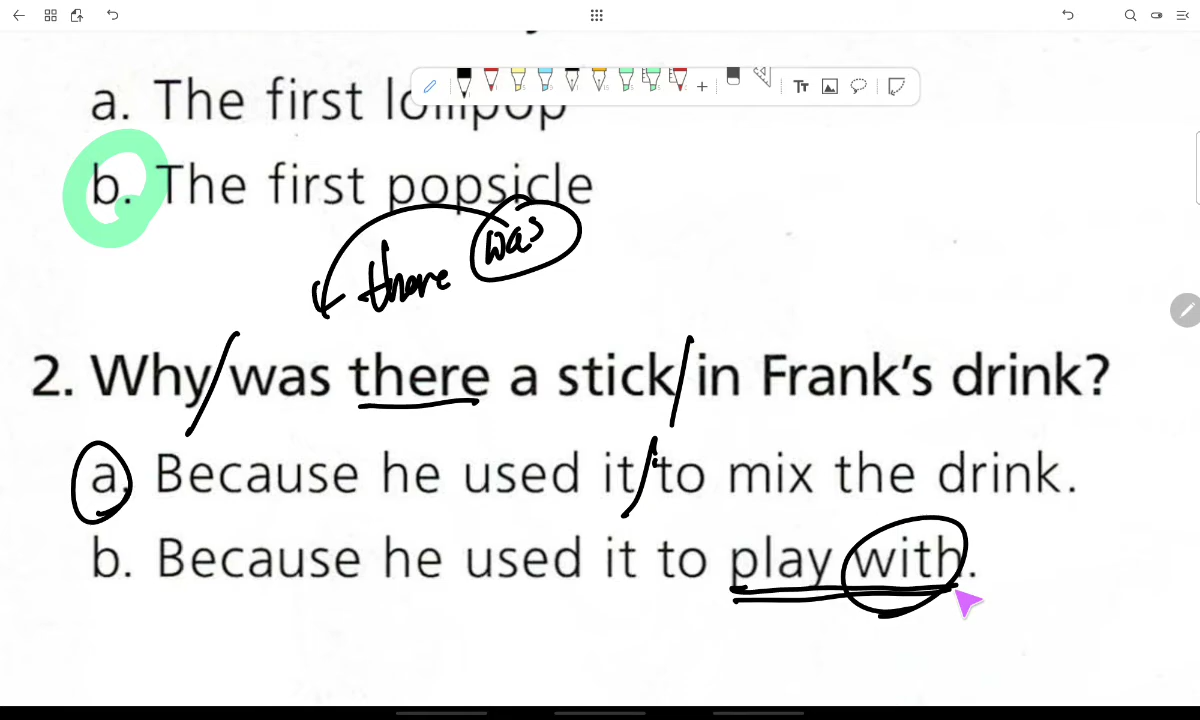 a. The first lollipop
b. The first popsicle
there was
2. Why was there a stick in Frank's drink?
a. Because he used it to mix the drink.
b. Because he used it to play with.